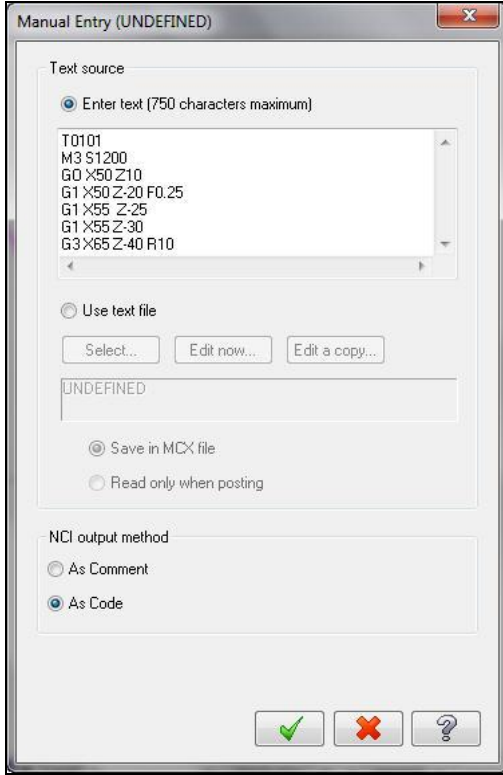 Manual Entry (UNDEFINED)
Text source
Enter text (750 characters maximum)
T0101
M3 S1200
G0 X50 Z10
G1 X50 Z-20 F0.25
G1 X55  Z-25
G1 X55 Z-30
G3 X65 Z-40 R10
Use text file
Select... Edit now... Edit a copy...
UNDEFINED
Save in MCX file
Read only when posting
NCI output method
As Comment
As Code